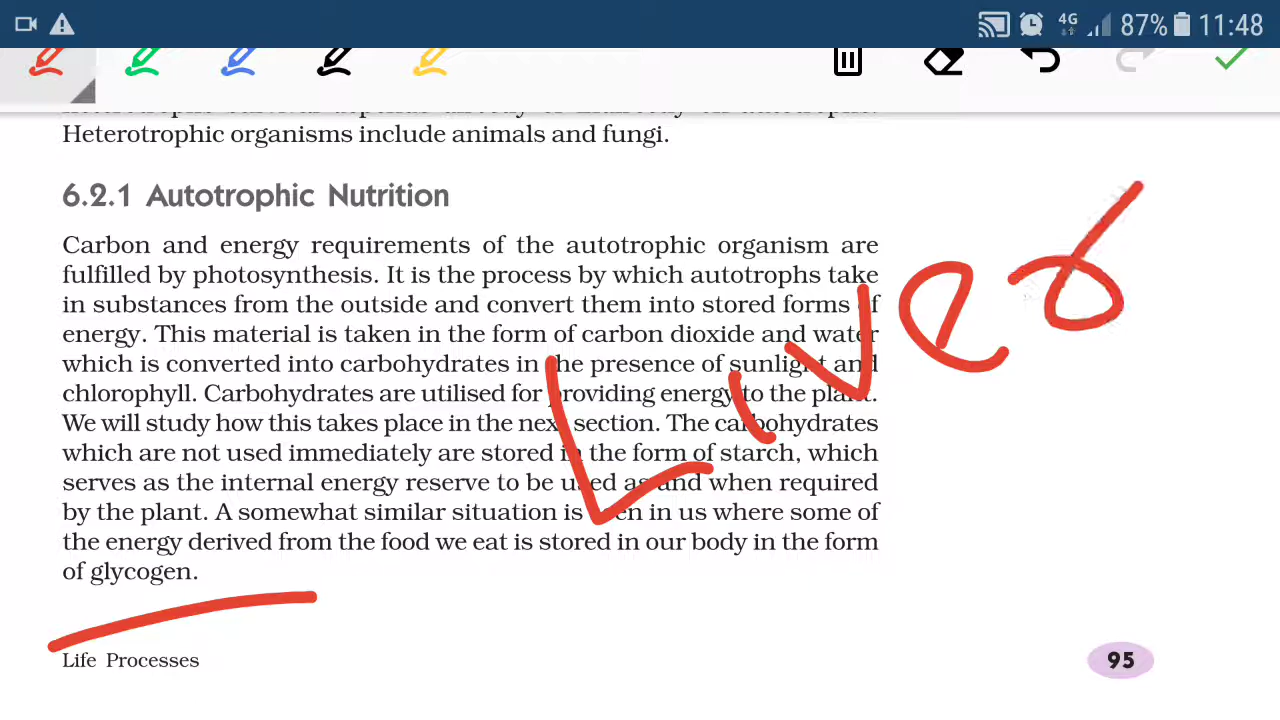 4G 87% 11:48
Heterotrophic organisms include animals and fungi.
6.2.1 Autotrophic Nutrition
Carbon and energy requirements of the autotrophic organism are
fulfilled by photosynthesis. It is the process by which autotrophs take
in substances from the outside and convert them into stored forms of
energy. This material is taken in the form of carbon dioxide and water
which is converted into carbohydrates in the presence of sunlight and
chlorophyll. Carbohydrates are utilised for providing energy to the plant.
We will study how this takes place in the next section. The carbohydrates
which are not used immediately are stored in the form of starch, which
serves as the internal energy reserve to be used as and when required
by the plant. A somewhat similar situation is seen in us where some of
the energy derived from the food we eat is stored in our body in the form
of glycogen.
Liver
Life Processes
95